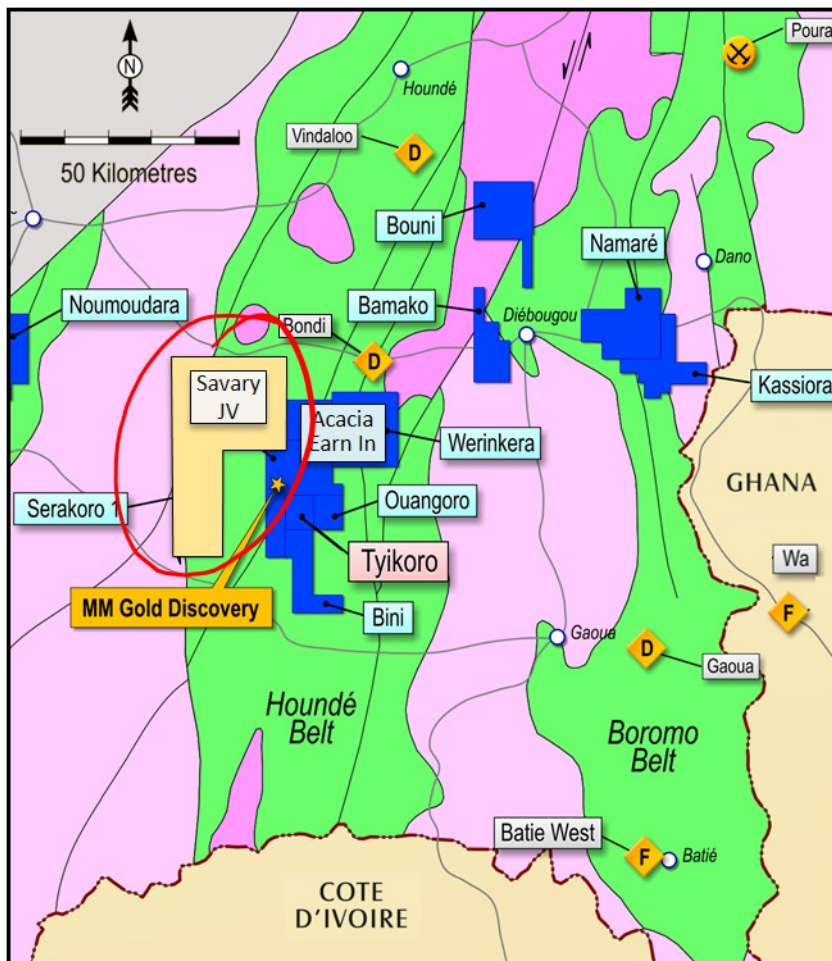 N
50 Kilometres
Houndé
Poura
Vindaloo
D
Bouni
Namaré
Dano
Noumoudara
Bamako
Diébougou
Bondi
D
Kassiora
Savary
JV
Acacia
Earn In
Werinkera
GHANA
Serakoro 1
Ouangoro
Tyikoro
Wa
F
MM Gold Discovery
Bini
Gaoua
D
Gaoua
Houndé
Belt
Boromo
Belt
Batie West
F
Batié
COTE
D'IVOIRE